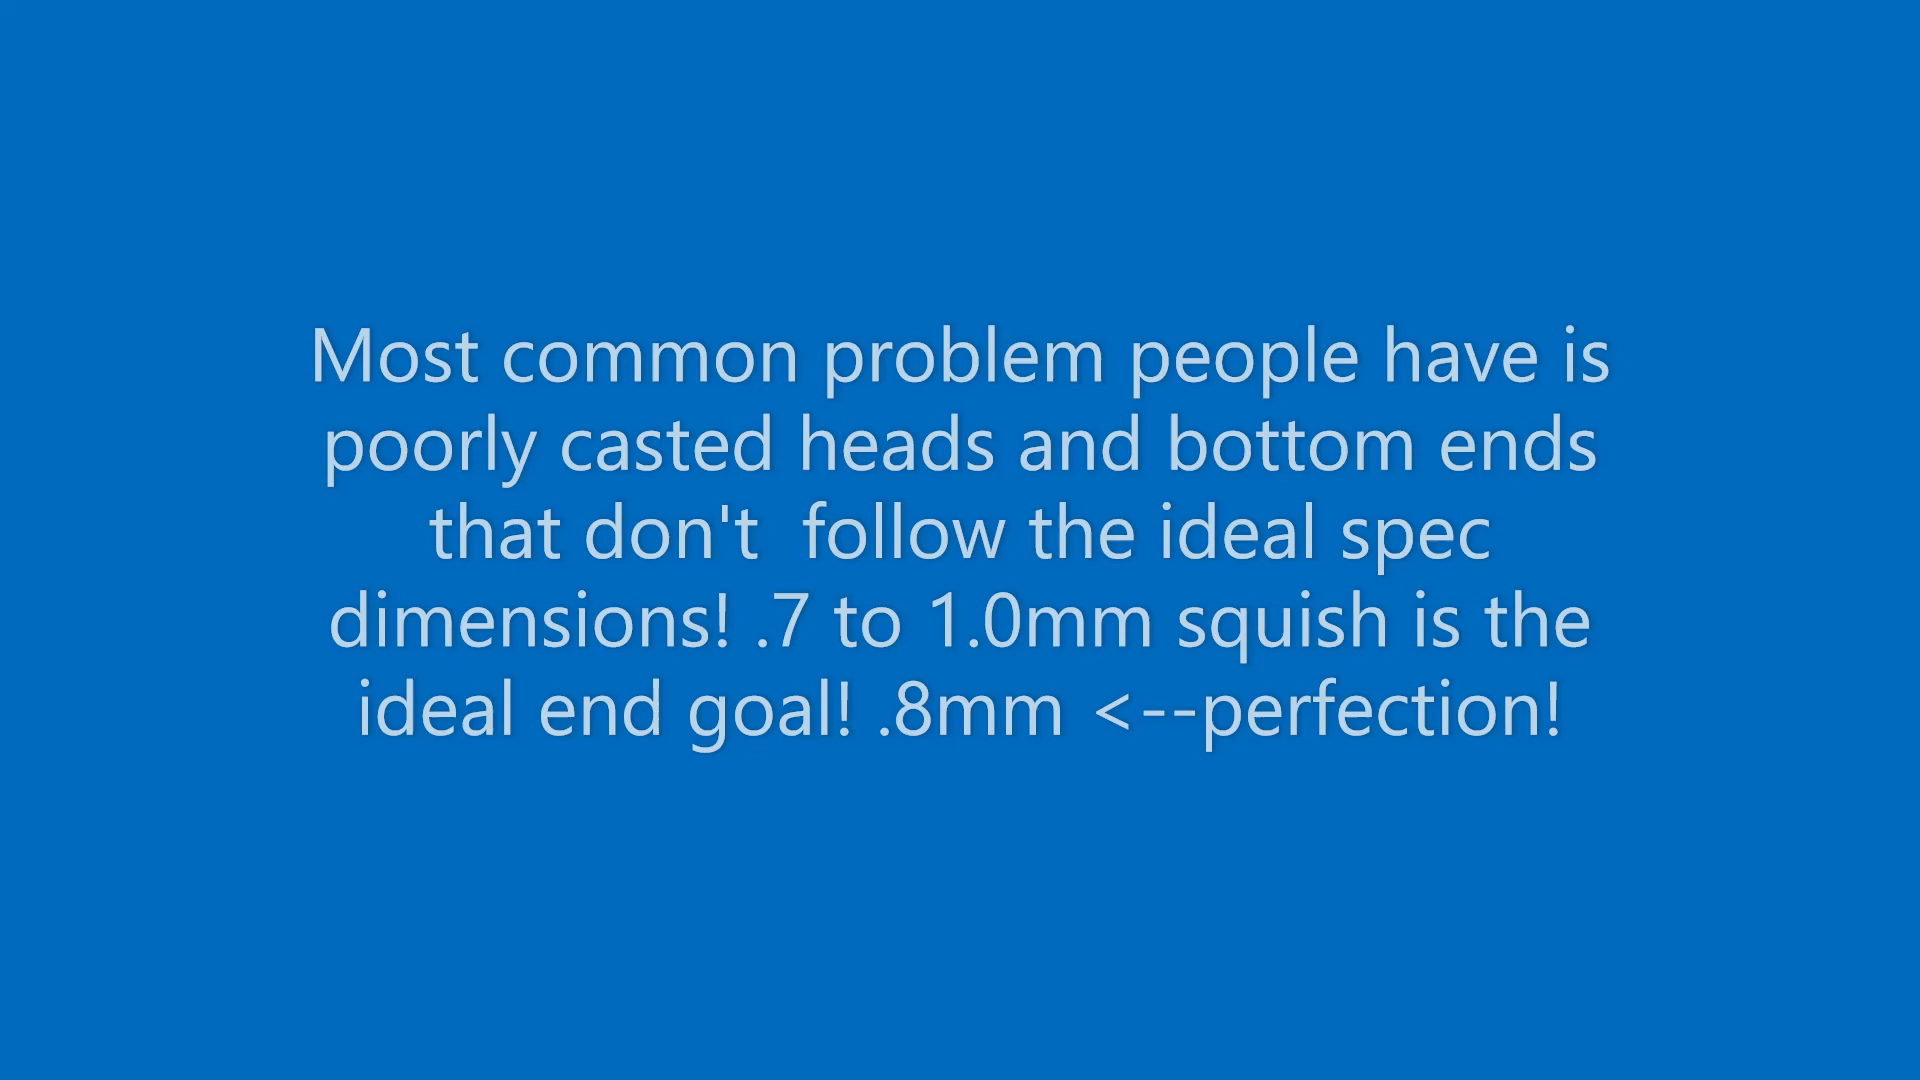 Most common problem people have is
poorly casted heads and bottom ends
that don't  follow the ideal spec
dimensions! .7 to 1.0mm squish is the
ideal end goal! .8mm <--perfection!